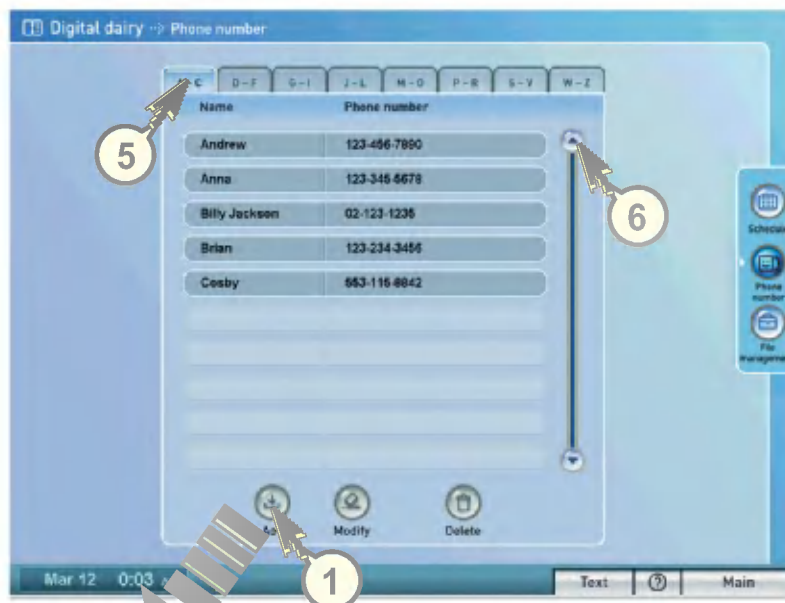 Digital dairy ··> Phone number
C D-F G-I J-L M-O P-R S-V W-Z
Name Phone number
5
Andrew 123-456-7890
Anna 123-345-5678
6
Billy Jackson 02-123-1235
Schedule
Brian 123-234-3456
Cosby 553-115-8842
Phone
number
File
management
Modify Delete
Mar 12 0:03
1
Text ? Main